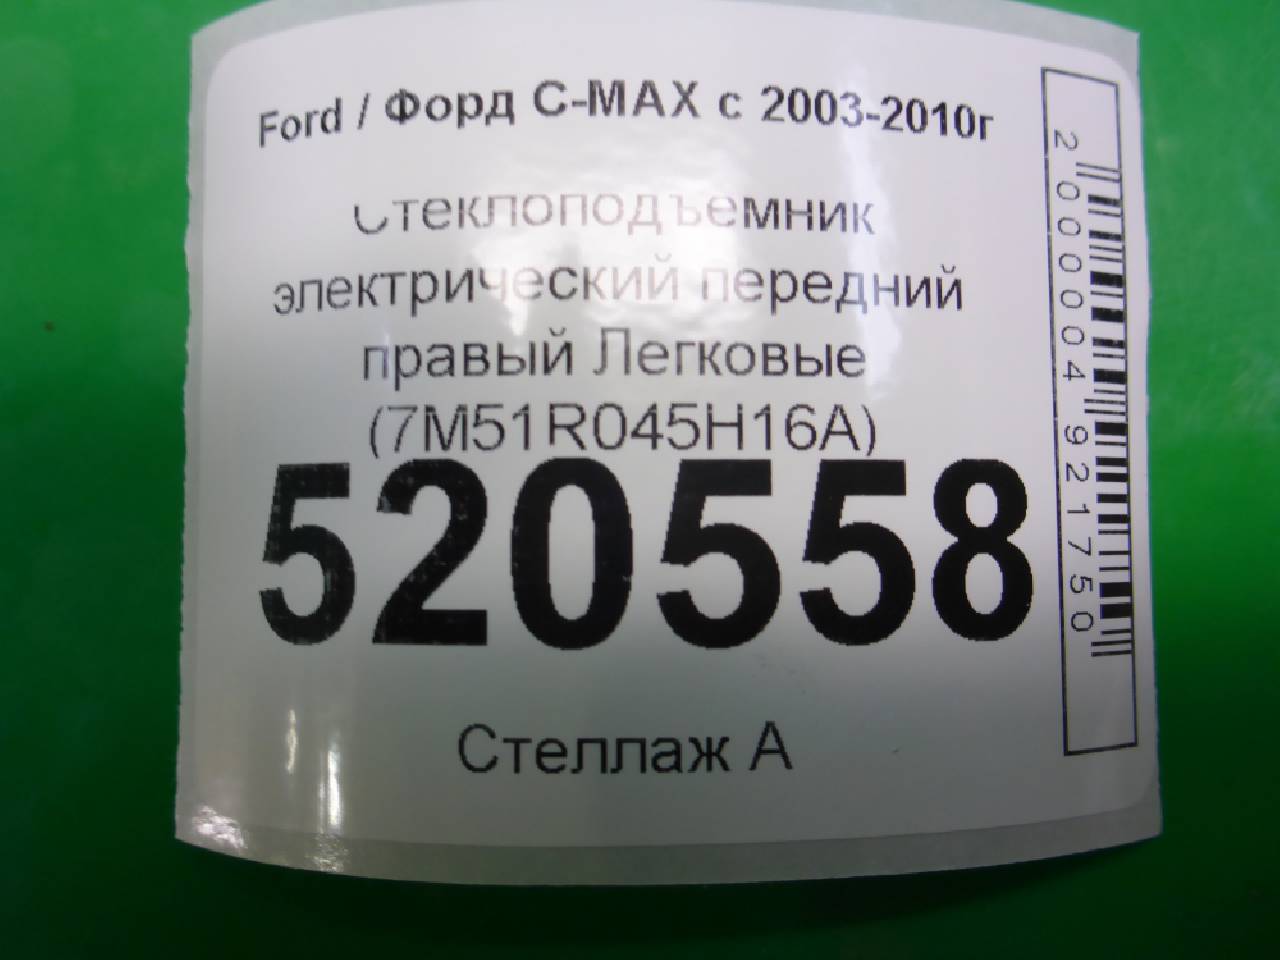 Ford / Форд C-MAX с 2003-2010г
Стеклоподъемник
электрический передний
правый Легковые
(7M51R045H16A)
520558
Стеллаж А
2000004921750